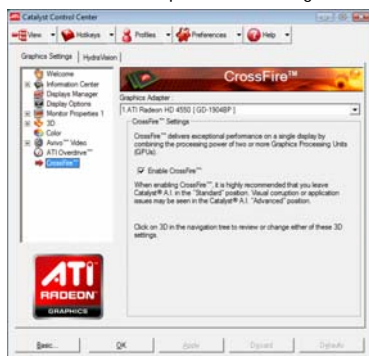 Catalyst Control Center
View Hotkeys Profiles Preferences Help
Graphics Settings HydraVision
Welcome
Information Center
Displays Manager
Display Options
Monitor Properties 1
3D
Color
Avivo™ Video
ATI Overdrive™
CrossFire™
CrossFire™
Graphics Adapter:
1.ATI Radeon HD 4550 [ GD-1904BP ]
CrossFire™ Settings
CrossFire™ delivers exceptional performance on a single display by
combining the processing power of two or more Graphics Processing Units
(GPUs).
Enable CrossFire™
When enabling CrossFire™, it is highly recommended that you leave
Catalyst® A.I. in the "Standard" position. Visual corruption or application
issues may be seen in the Catalyst® A.I. "Advanced" position.
Click on 3D in the navigation tree to review or change either of these 3D
settings.
ATI
RADEON
GRAPHICS
Basic... OK Apply Discard Defaults